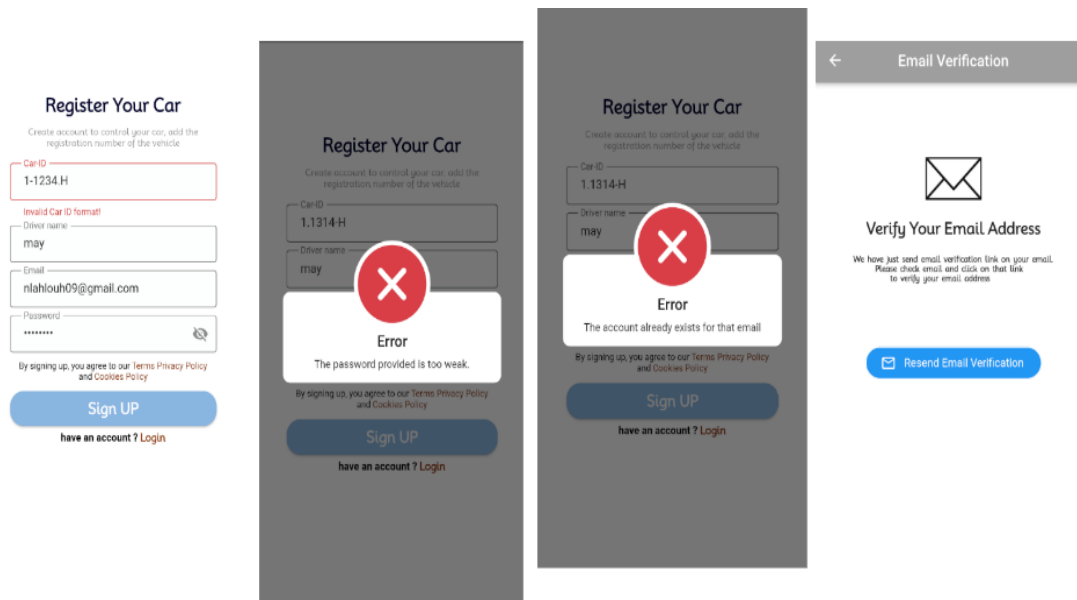 Register Your Car
Create account to control your car, add the
registration number of the vehicle
Car-ID
1-1234.H
Invalid Car ID format!
Driver name
may
Email
nlahlouh09@gmail.com
Password
••••••••
By signing up, you agree to our Terms Privacy Policy
and Cookies Policy
Sign UP
have an account ? Login
Register Your Car
Create account to control your car, add the
registration number of the vehicle
Car-ID
1.1314-H
Driver name
may
Error
The password provided is too weak.
By signing up, you agree to our Terms Privacy Policy
and Cookies Policy
Sign UP
have an account ? Login
Register Your Car
Create account to control your car, add the
registration number of the vehicle
Car-ID
1.1314-H
Driver name
may
Error
The account already exists for that email
By signing up, you agree to our Terms Privacy Policy
and Cookies Policy
Sign UP
have an account ? Login
Email Verification
Verify Your Email Address
We have just send email verification link on your email.
Please check email and click on that link
to verify your email address
Resend Email Verification